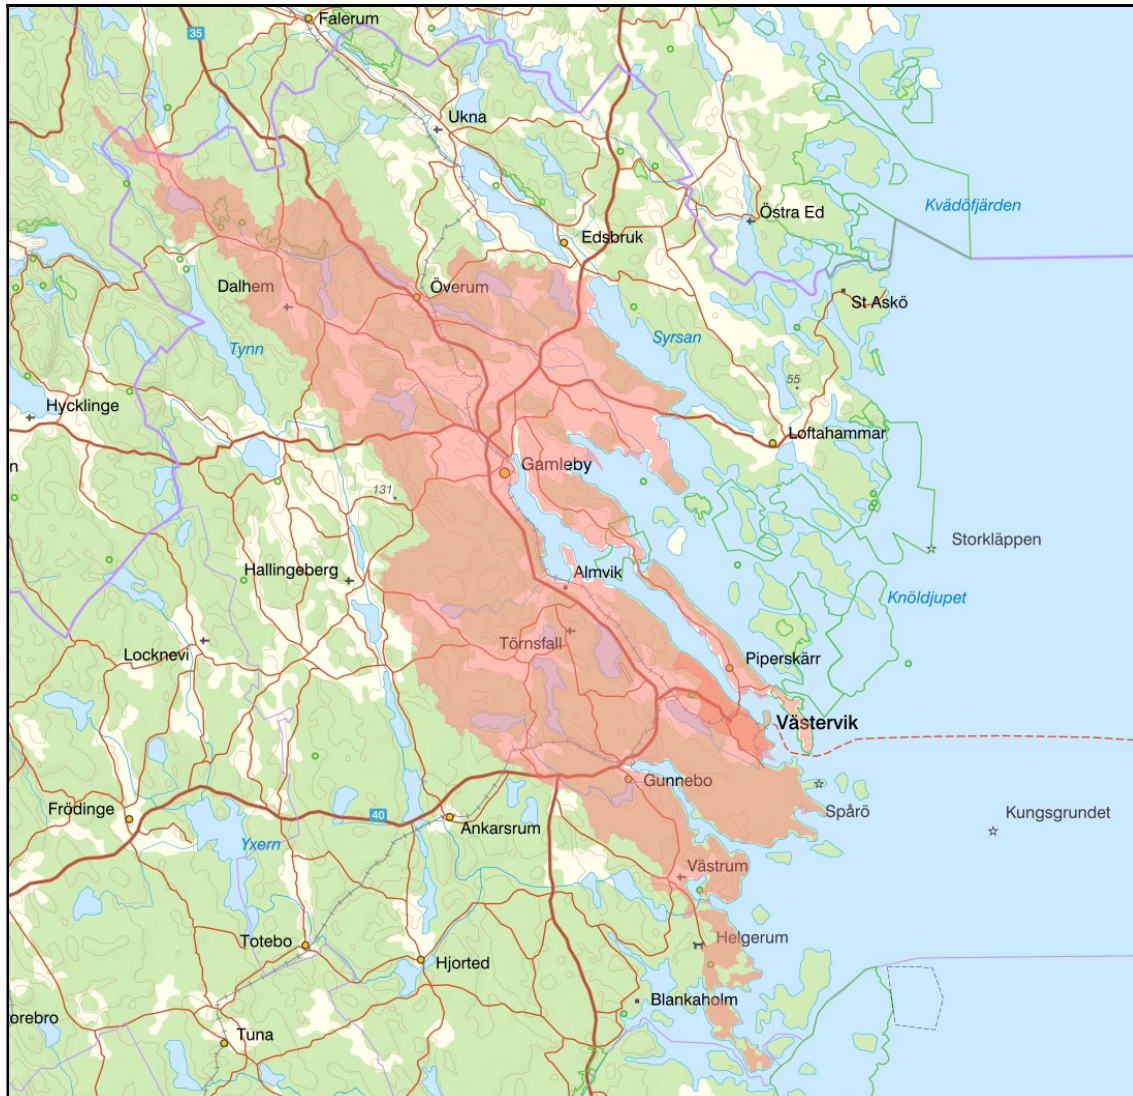 Falerum
35
Ukna
Östra Ed
Kvädöfjärden
Edsbruk
Dalhem
Överum
St Askö
Syrsan
Tynn
55
Hycklinge
Loftahammar
n
Gamleby
131
Storkläppen
Hallingeberg
Almvik
Knöldjupet
Törnsfall
Locknevi
Piperskärr
Västervik
Gunnebo
Frödinge
40
Spårö
Kungsgrundet
Ankarsrum
Yxern
Västrum
Totebo
Helgerum
Hjorted
Blankaholm
orebro
Tuna